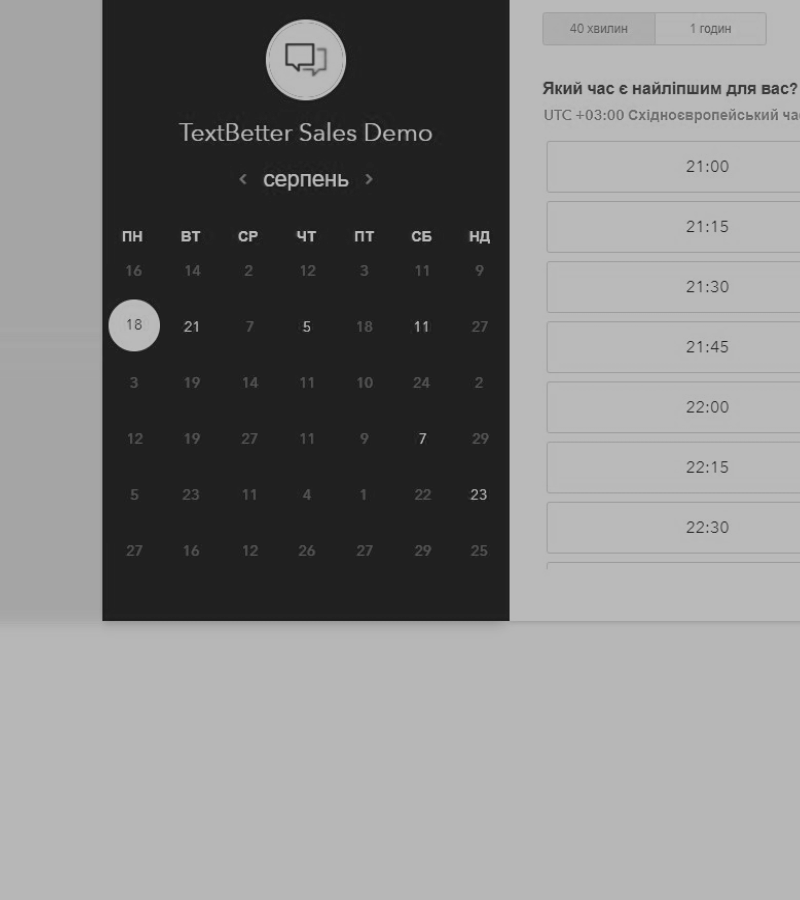 TextBetter Sales Demo
серпень
ПН ВТ СР ЧТ ПТ СБ НД
16 14 2 12 3 11 9
18 21 7 5 18 11 27
3 19 14 11 10 24 2
12 19 27 11 9 7 29
5 23 11 4 1 22 23
27 16 12 26 27 29 25
40 хвилин 1 годин
Який час є найліпшим для вас?
UTC +03:00 Східноєвропейський
21:00
21:15
21:30
21:45
22:00
22:15
22:30